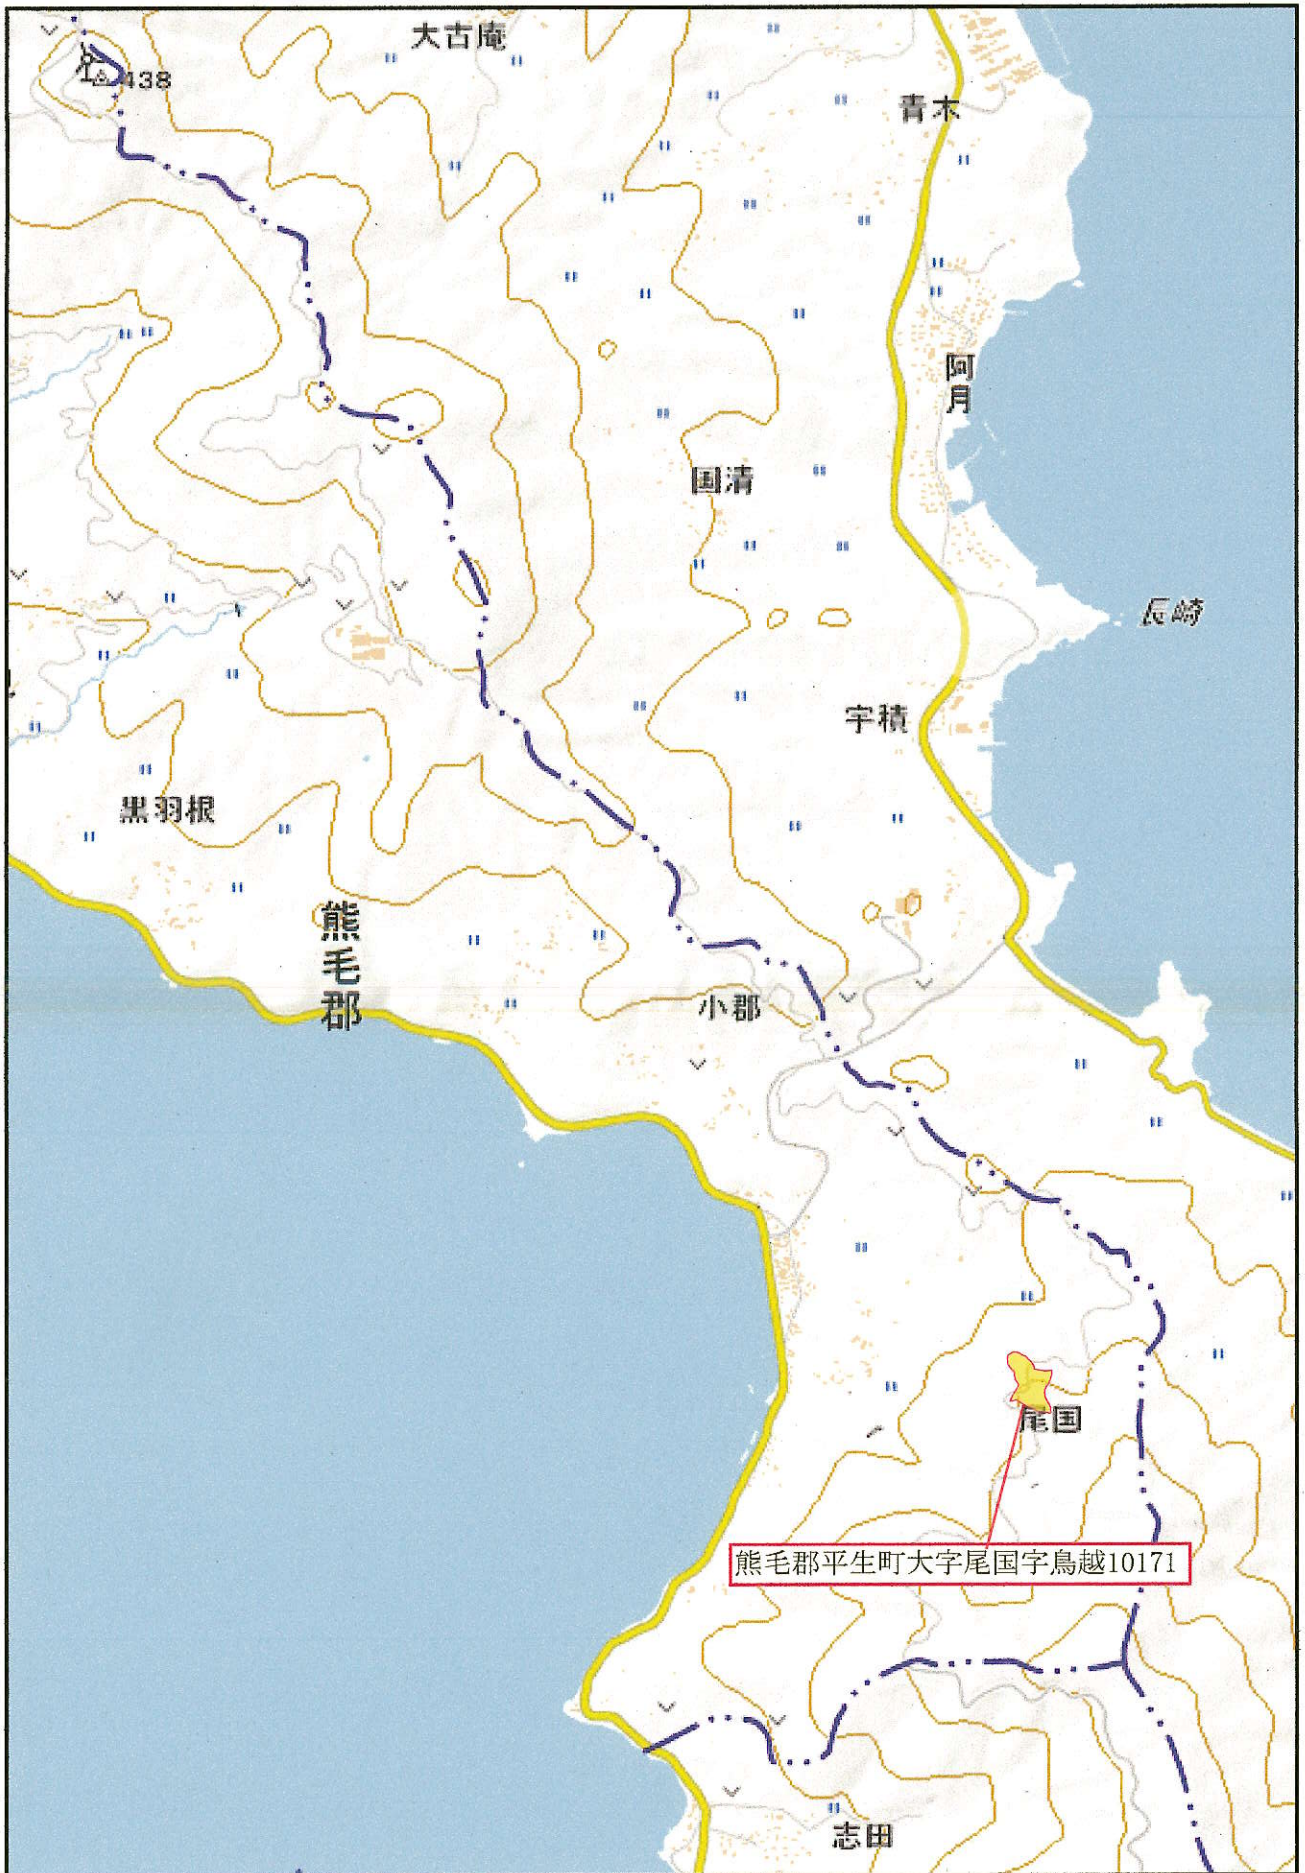 大古庵
438
青木
阿月
国清
長崎
宇積
黒羽根
熊毛郡
小郡
尾国
熊毛郡平生町大字尾国字鳥越10171
志田